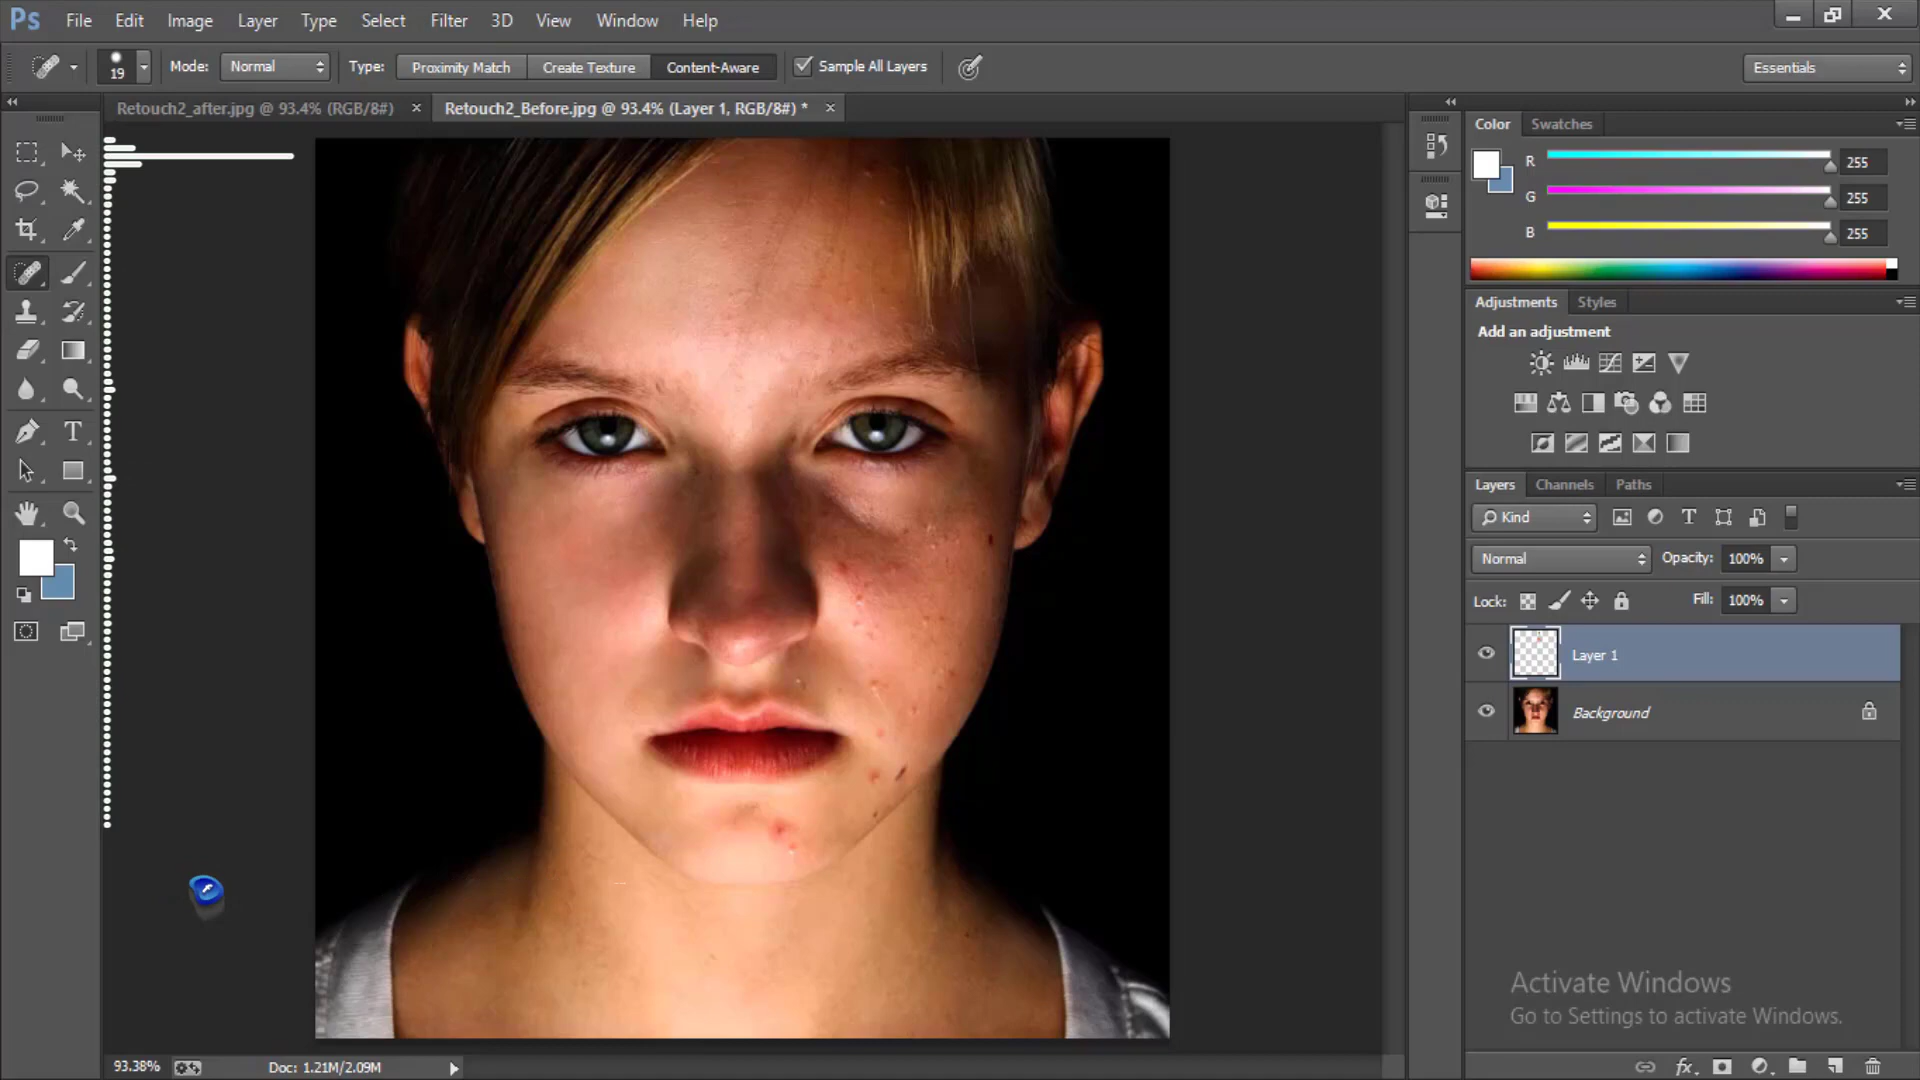 Ps File Edit Image Layer Type Select Filter 3D View Window Help
19 Mode: Normal Type: Proximity Match Create Texture Content-Aware Sample All Layers Essentials
Retouch2_after.jpg @ 93.4% (RGB/8#) × Retouch2_Before.jpg @ 93.4% (Layer 1, RGB/8#) * ×
Color Swatches
R 255
G 255
B 255
Adjustments Styles
Add an adjustment
Layers Channels Paths
Kind
Normal Opacity: 100%
Lock: Fill: 100%
Layer 1
Background
Activate Windows
Go to Settings to activate Windows.
93.38% Doc: 1.21M/2.09M